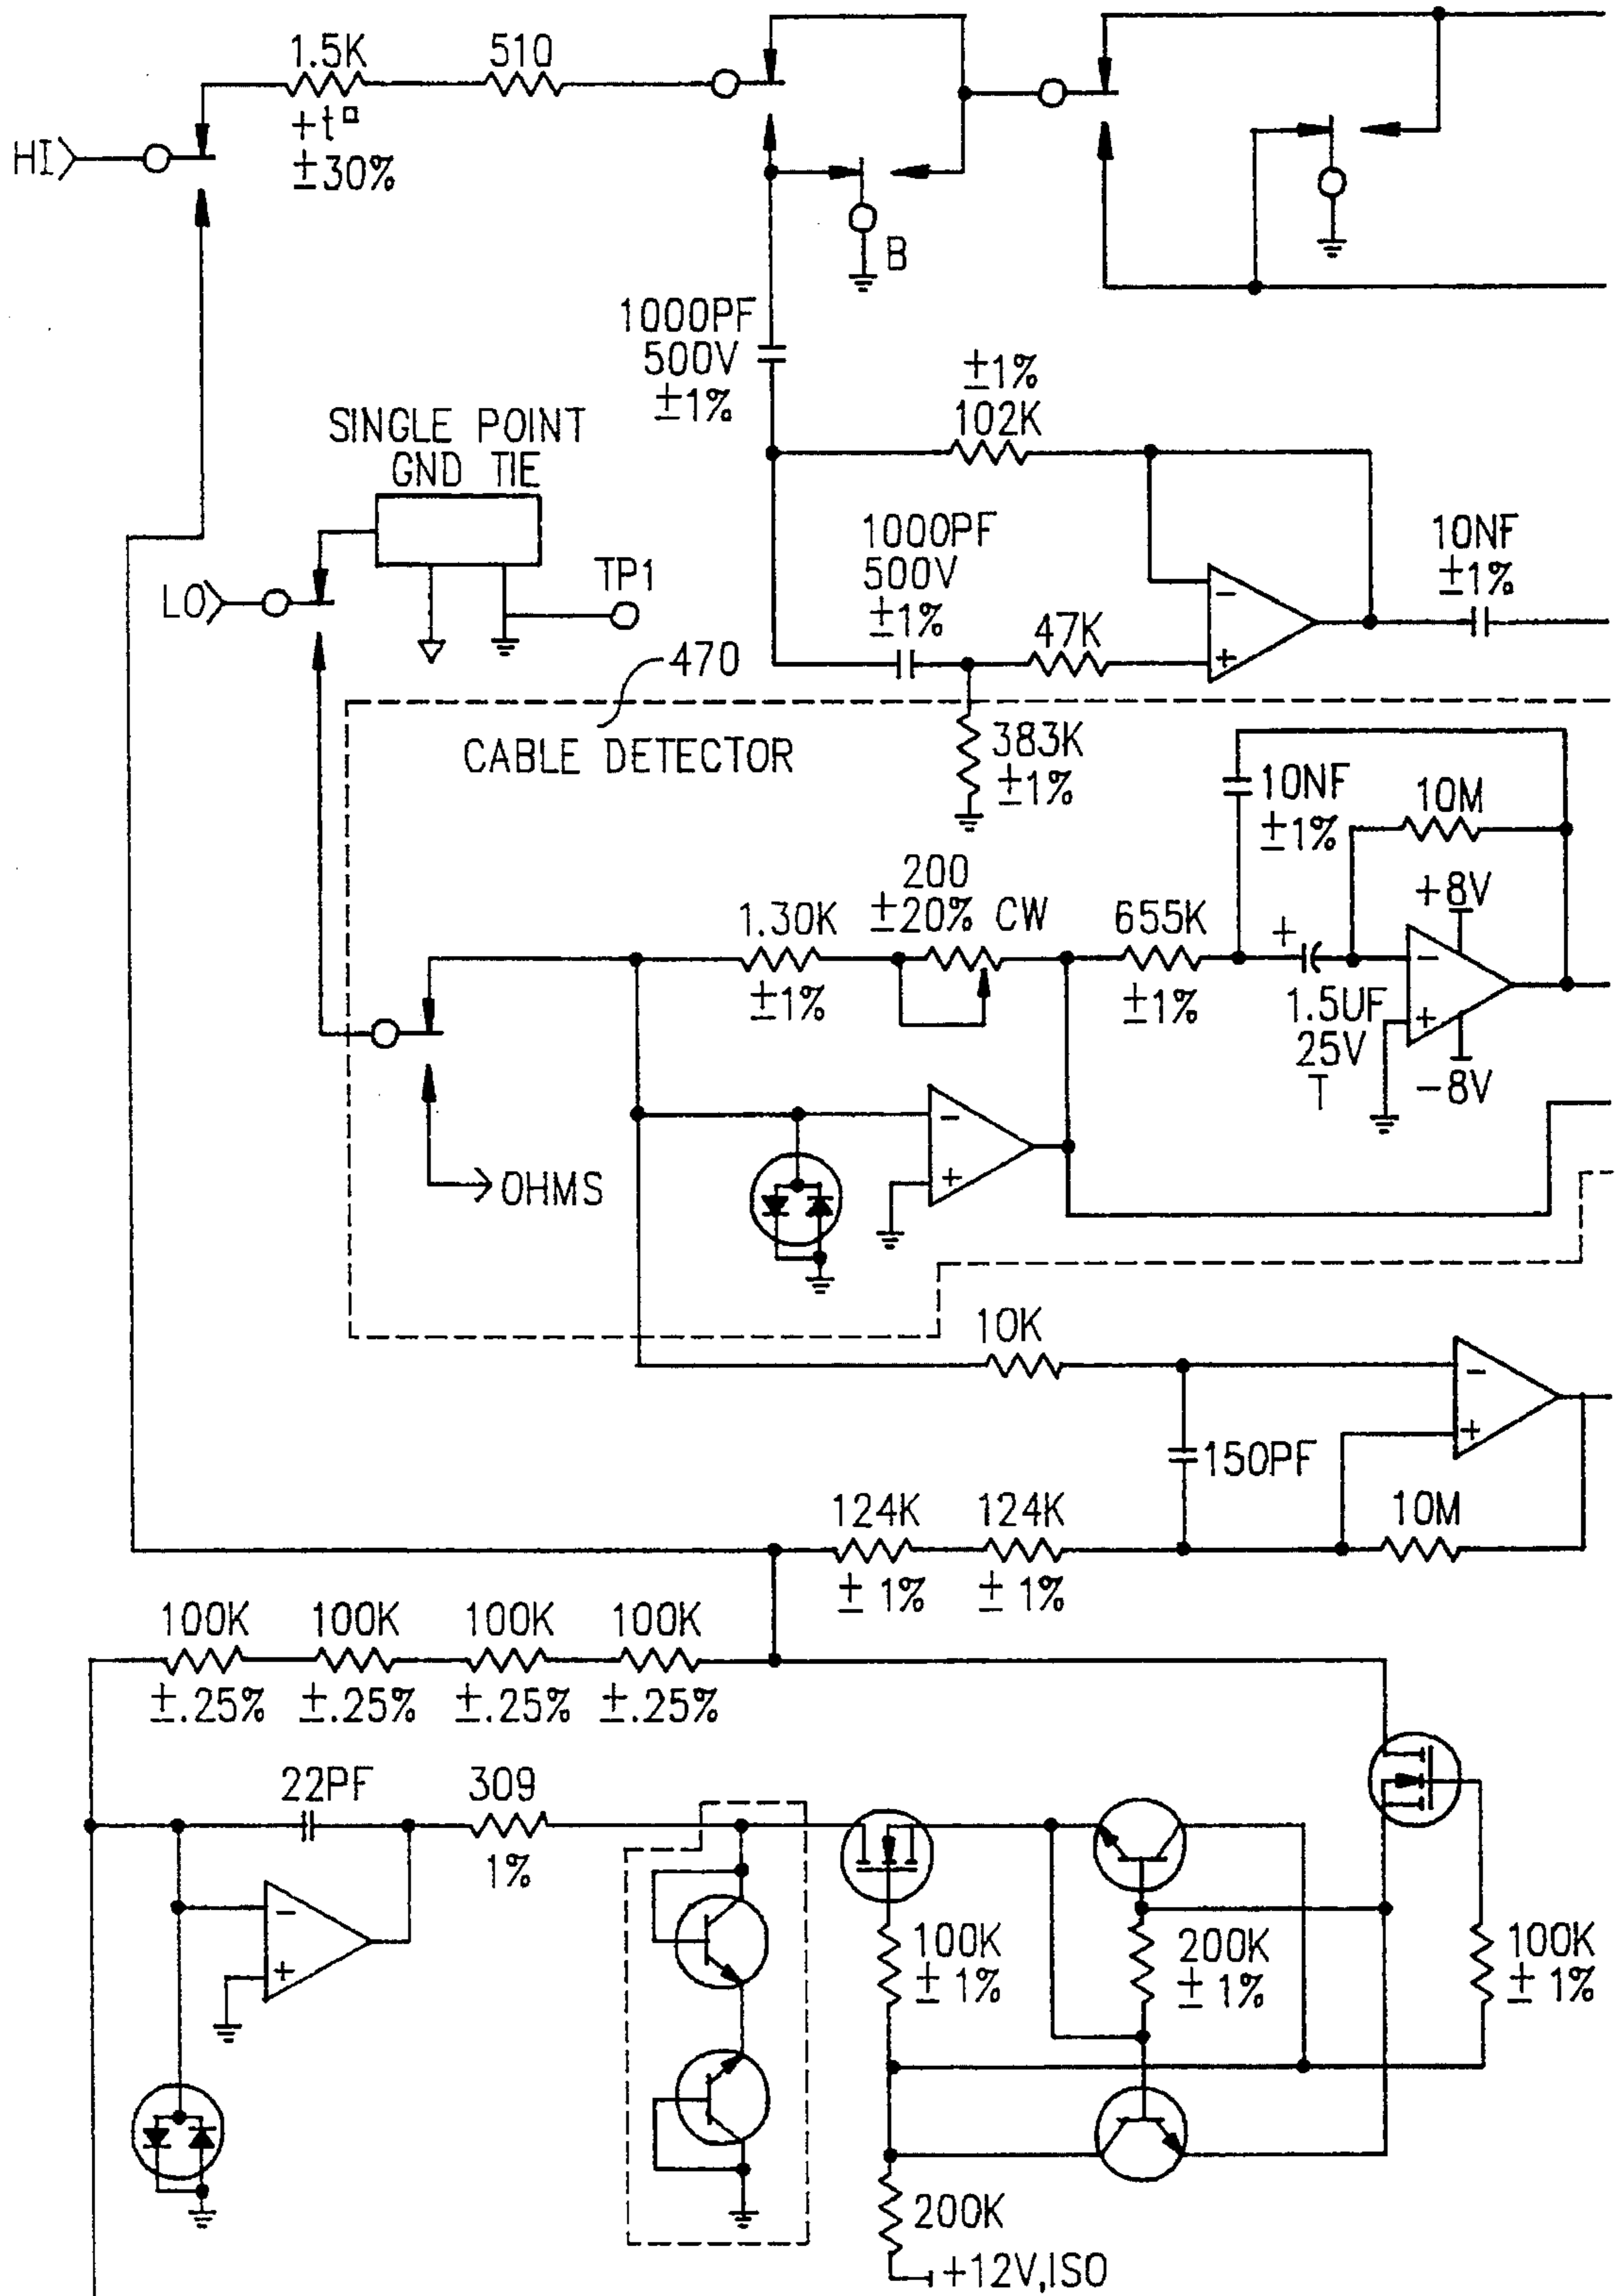 1.5K
510
+t°
±30%
HI
B
1000PF
500V
±1%
±1%
102K
SINGLE POINT
GND TIE
1000PF
500V
±1%
10NF
±1%
LO
TP1
47K
470
CABLE DETECTOR
383K
±1%
10NF
±1%
10M
200
±20% CW
1.30K
±1%
655K
±1%
+8V
+
-
+
1.5UF
25V
T
-8V
-
+
-
+
OHMS
10K
-
+
150PF
124K
124K
10M
± 1%
± 1%
100K
100K
100K
100K
±.25%
±.25%
±.25%
±.25%
22PF
309
1%
-
+
100K
± 1%
200K
± 1%
100K
± 1%
200K
+12V,ISO